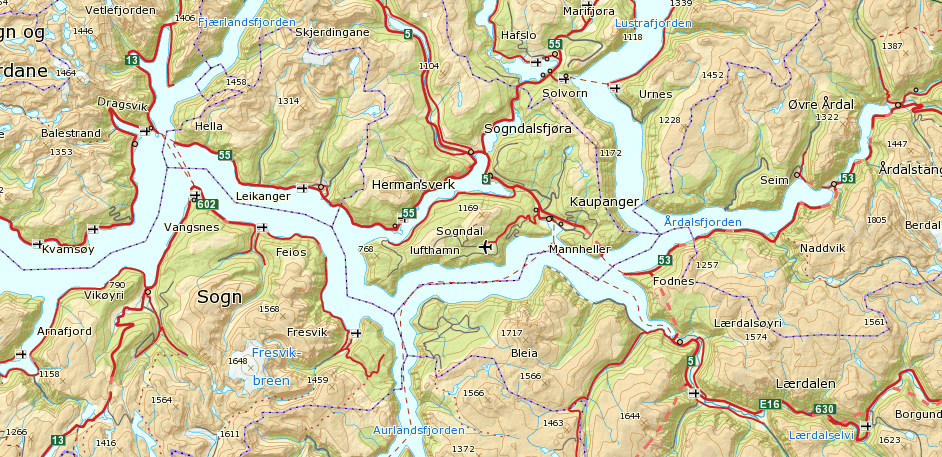 Vetlefjorden
1406
Fjærlandsfjorden
Marifjøra
1339
Lustrafjorden
1446
gn og
Skjerdingane
5
Hafslo
55
1118
1387
13
rdane
1464
1458
1104
1452
Solvorn
Urnes
Dragsvik
1314
Øvre Årdal
1322
Hella
Sogndalsfjøra
1228
Balestrand
1353
1447
55
1172
Årdalstang
Hermansverk
5
Seim
53
Leikanger
602
1169
Kaupanger
55
Årdalsfjorden
1805
Vangsnes
Sogndal
lufthamn
Berdal
Kvamsøy
Feios
768
Mannheller
Naddvik
53
1257
Fodnes
790
Vikøyri
Sogn
1568
Lærdalsøyri
1574
1561
Arnafjord
Fresvik
1717
Fresvik-
breen
1648
Bleia
5
1158
1459
1566
1566
Lærdalen
1564
E16
630
Borgund
1463
1644
1266
13
1416
1611
Aurlandsfjorden
Lærdalselvi
1623
1372